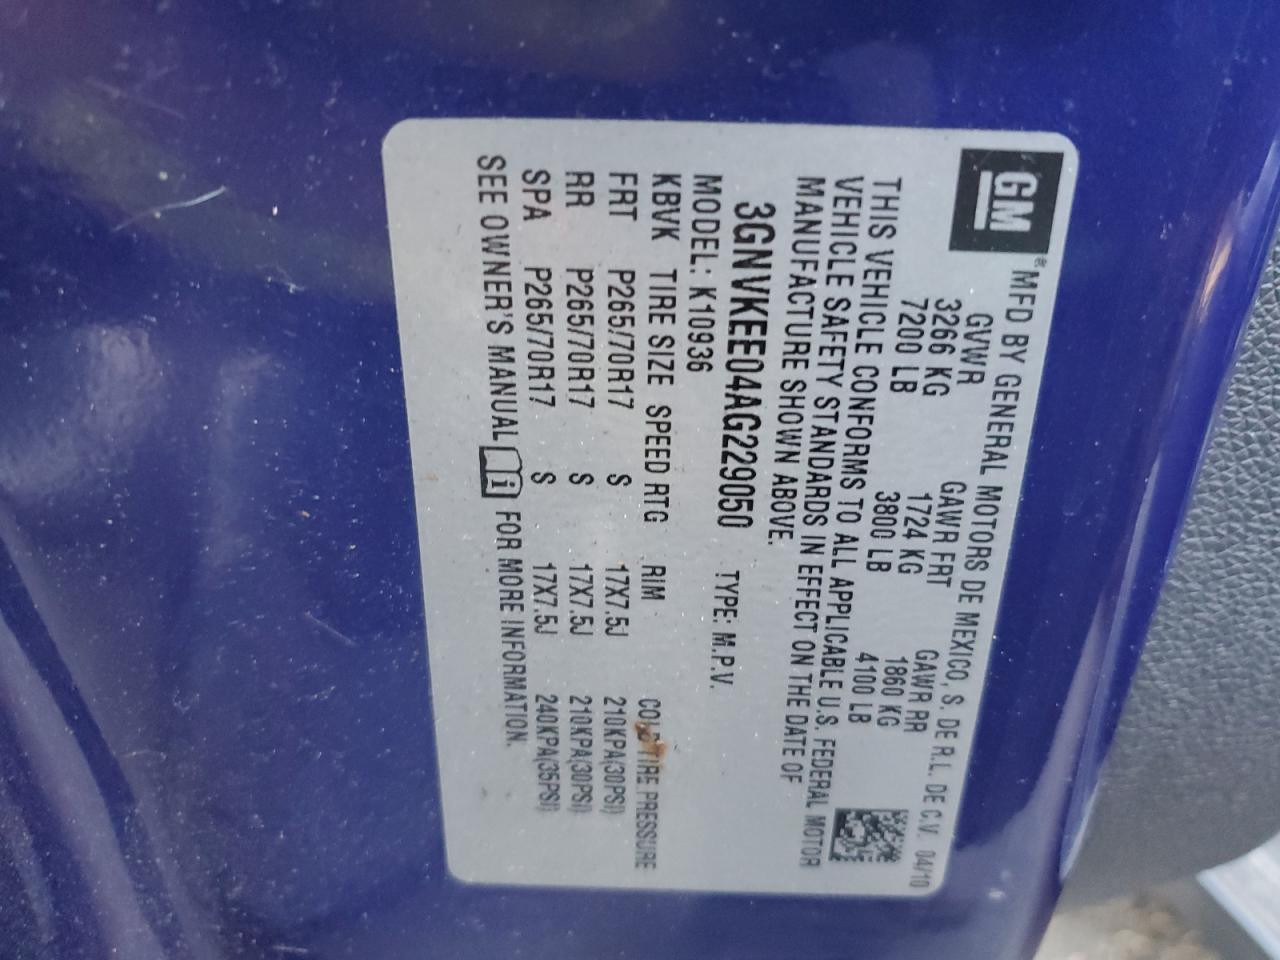 GM® MFD BY GENERAL MOTORS DE MEXICO, S. DE R.L. DE C.V. 04/10
GVWR GAWR FRT GAWR RR
3266 KG 1724 KG 1860 KG
7200 LB 3800 LB 4100 LB
THIS VEHICLE CONFORMS TO ALL APPLICABLE U.S. FEDERAL MOTOR
VEHICLE SAFETY STANDARDS IN EFFECT ON THE DATE OF
MANUFACTURE SHOWN ABOVE.
3GNVKEE04AG229050 TYPE: M.P.V.
MODEL: K10936
KBVK TIRE SIZE SPEED RTG RIM COLD TIRE PRESSURE
FRT P265/70R17 S 17X7.5J 210KPA(30PSI)
RR P265/70R17 S 17X7.5J 210KPA(30PSI)
SPA P265/70R17 S 17X7.5J 240KPA(35PSI)
SEE OWNER'S MANUAL i FOR MORE INFORMATION.